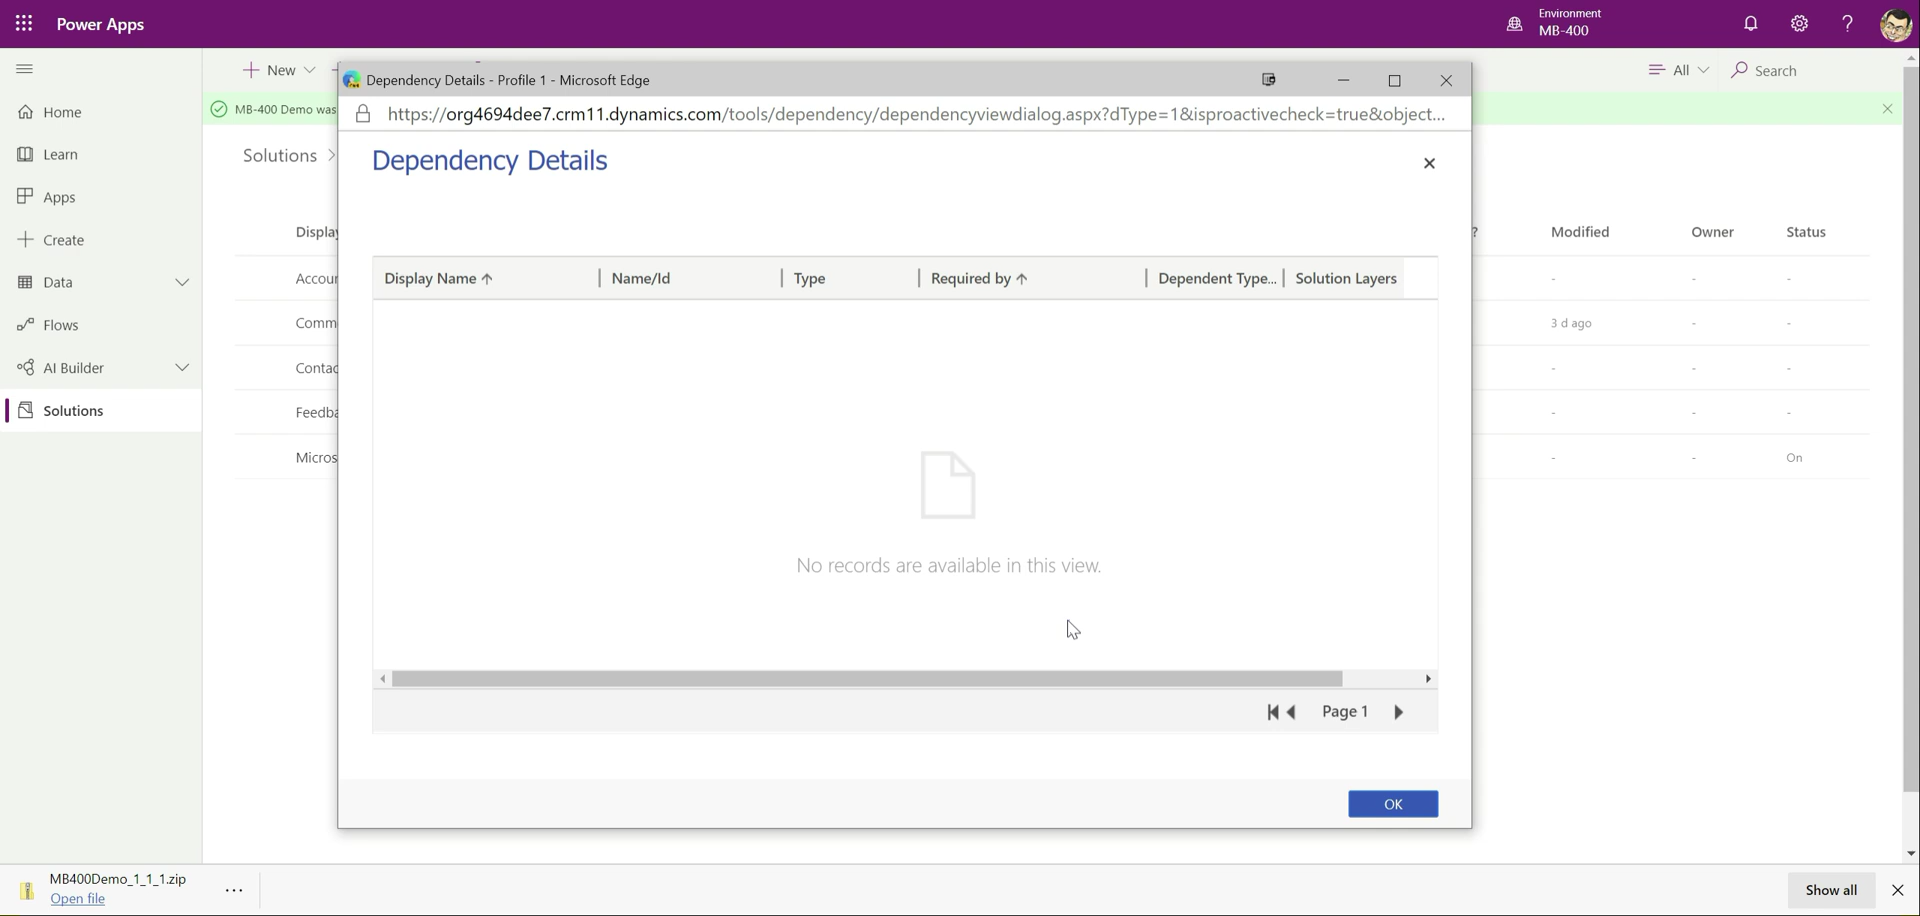 Power Apps
Environment
MB-400
New
All
Search
Dependency Details - Profile 1 - Microsoft Edge
https://org4694dee7.crm11.dynamics.com/tools/dependency/dependencyviewdialog.aspx?dType=1&isproactivecheck=true&object...
MB-400 Demo was
Home
Learn
Apps
Create
Data
Flows
AI Builder
Solutions
Solutions >
Dependency Details
Displa
?
Modified
Owner
Status
Accou
-
-
-
Comm
3 d ago
-
-
Contac
-
-
-
Feedba
-
-
-
Micros
-
-
On
Display Name ↑
Name/Id
Type
Required by ↑
Dependent Type...
Solution Layers
No records are available in this view.
Page 1
OK
MB400Demo_1_1_1.zip
Open file
...
Show all